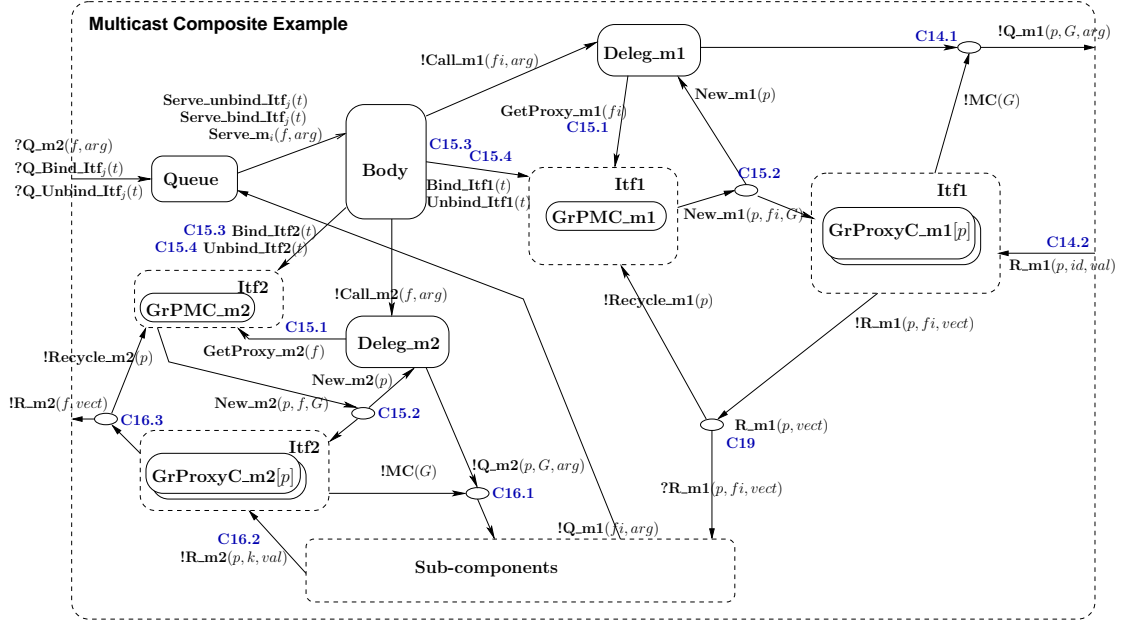 Multicast Composite Example
C14.1
!Q_m1(p, G, arg)
Deleg_m1
!Call_m1(fi, arg)
New_m1(p)
!MC(G)
Serve_unbind_Itf_j(t)
Serve_bind_Itf_j(t)
Serve_m_i(f, arg)
GetProxy_m1(fi)
C15.1
?Q_m2(f, arg)
?Q_Bind_Itf_j(t)
?Q_Unbind_Itf_j(t)
Queue
Body
C15.3
C15.4
Bind_Itf1(t)
Unbind_Itf1(t)
Itf1
GrPMC_m1
C15.2
New_m1(p, fi, G)
Itf1
GrProxyC_m1[p]
C14.2
R_m1(p, id, val)
C15.3 Bind_Itf2(t)
C15.4 Unbind_Itf2(t)
Itf2
GrPMC_m2
!Call_m2(f, arg)
!Recycle_m1(p)
C15.1
GetProxy_m2(f)
Deleg_m2
!R_m1(p, fi, vect)
!Recycle_m2(p)
New_m2(p)
!R_m2(f, vect)
C16.3
New_m2(p, f, G)
C15.2
R_m1(p, vect)
C19
Itf2
GrProxyC_m2[p]
!MC(G)
!Q_m2(p, G, arg)
C16.1
?R_m1(p, fi, vect)
!Q_m1(fi, arg)
C16.2
!R_m2(p, k, val)
Sub-components